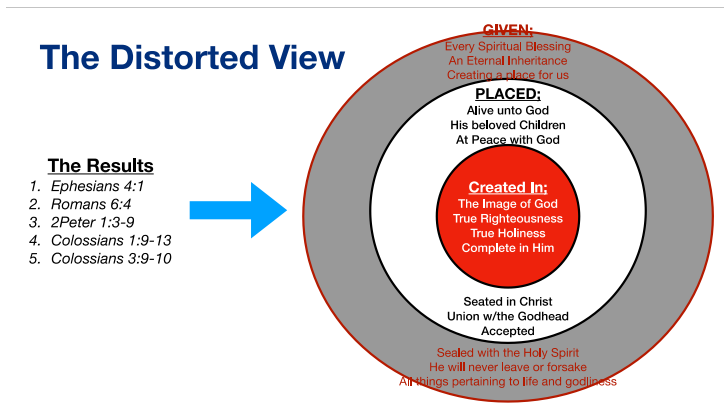 The Distorted View
The Results
1. Ephesians 4:1
2. Romans 6:4
3. 2Peter 1:3-9
4. Colossians 1:9-13
5. Colossians 3:9-10
GIVEN;
Every Spiritual Blessing
An Eternal Inheritance
Creating a place for us
PLACED;
Alive unto God
His beloved Children
At Peace with God
Created In;
The Image of God
True Righteousness
True Holiness
Complete in Him
Seated in Christ
Union w/the Godhead
Accepted
Sealed with the Holy Spirit
He will never leave or forsake
All things pertaining to life and godliness